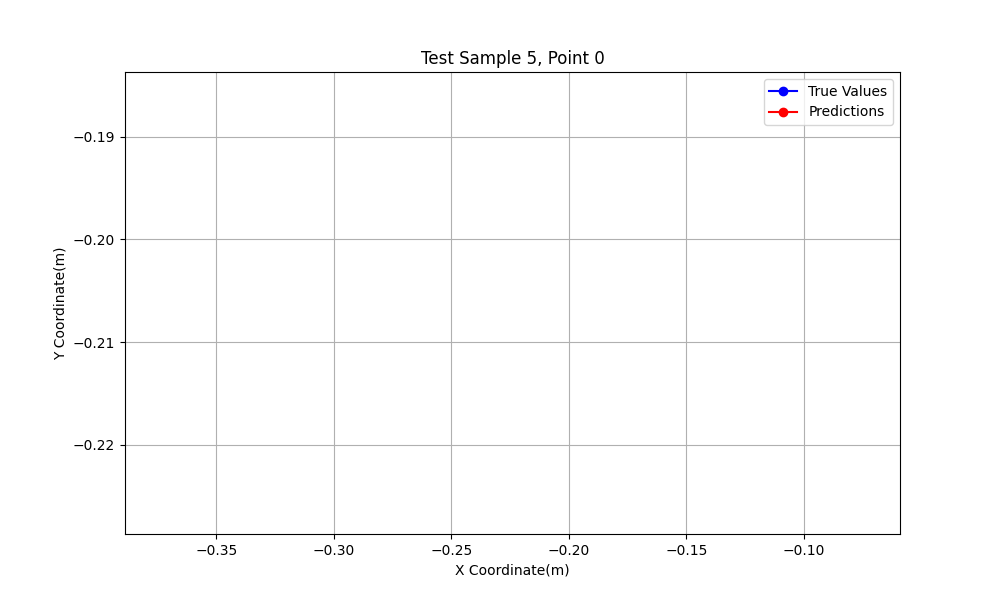 Test Sample 5, Point 0
True Values
Predictions
−0.19
−0.20
−0.21
−0.22
Y Coordinate(m)
−0.35 −0.30 −0.25 −0.20 −0.15 −0.10
X Coordinate(m)